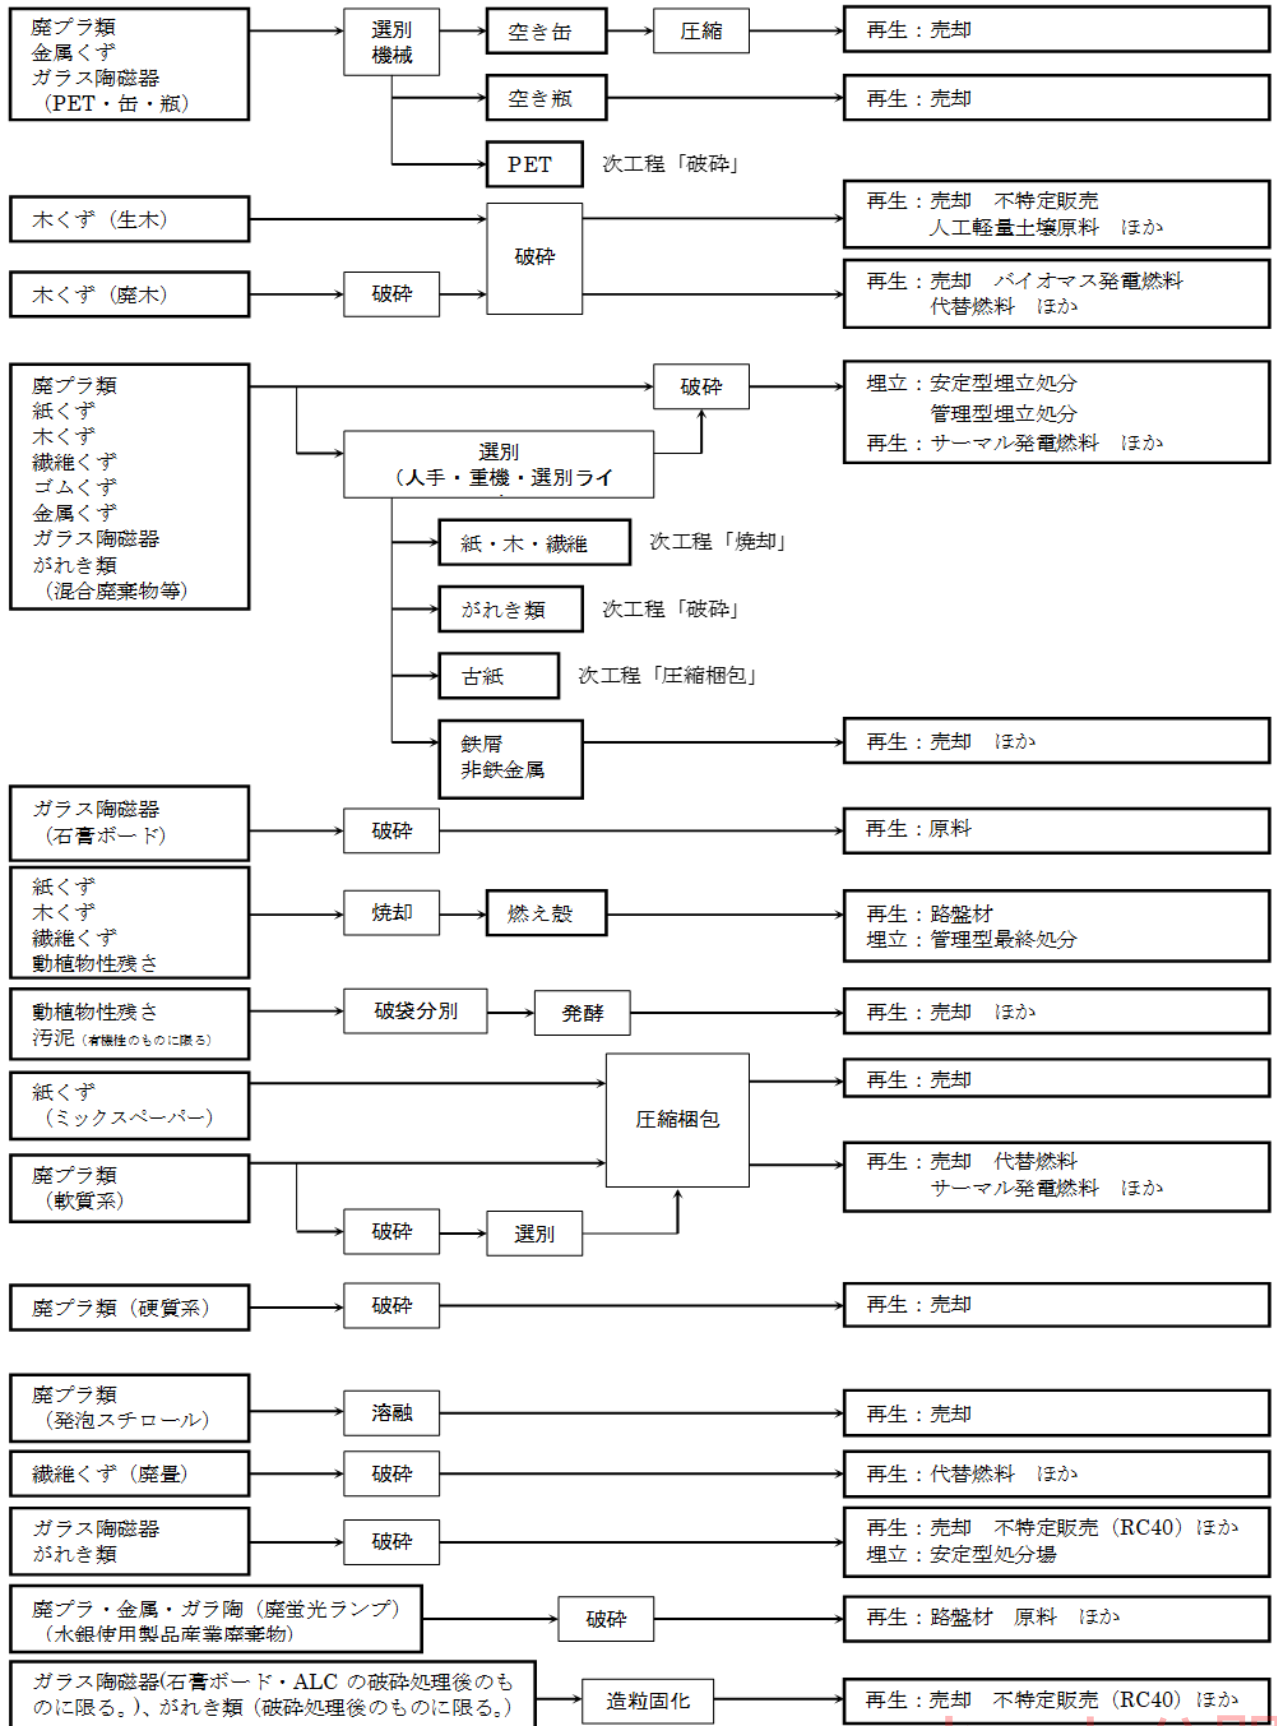 廃プラ類
金属くず
ガラス陶磁器
（PET・缶・瓶）
選別
機械
空き缶
圧縮
再生：売却
空き瓶
再生：売却
PET
次工程「破砕」
木くず（生木）
破砕
再生：売却　不特定販売
人工軽量土壌原料　ほか
木くず（廃木）
破砕
再生：売却　バイオマス発電燃料
代替燃料　ほか
廃プラ類
紙くず
木くず
繊維くず
ゴムくず
金属くず
ガラス陶磁器
がれき類
（混合廃棄物等）
破砕
選別
（人手・重機・選別ライ
埋立：安定型埋立処分
管理型埋立処分
再生：サーマル発電燃料　ほか
紙・木・繊維
次工程「焼却」
がれき類
次工程「破砕」
古紙
次工程「圧縮梱包」
鉄屑
非鉄金属
再生：売却　ほか
ガラス陶磁器
（石膏ボード）
破砕
再生：原料
紙くず
木くず
繊維くず
動植物性残さ
焼却
燃え殻
再生：路盤材
埋立：管理型最終処分
動植物性残さ
汚泥（有機性のものに限る）
破袋分別
発酵
再生：売却　ほか
紙くず
（ミックスペーパー）
圧縮梱包
再生：売却
廃プラ類
（軟質系）
破砕
選別
再生：売却　代替燃料
サーマル発電燃料　ほか
廃プラ類（硬質系）
破砕
再生：売却
廃プラ類
（発泡スチロール）
溶融
再生：売却
繊維くず（廃畳）
破砕
再生：代替燃料　ほか
ガラス陶磁器
がれき類
破砕
再生：売却　不特定販売（RC40）ほか
埋立：安定型処分場
廃プラ・金属・ガラ陶（廃蛍光ランプ）
（水銀使用製品産業廃棄物）
破砕
再生：路盤材　原料　ほか
ガラス陶磁器(石膏ボード・ALC の破砕処理後のも
のに限る。)、がれき類（破砕処理後のものに限る。）
造粒固化
再生：売却　不特定販売（RC40）ほか